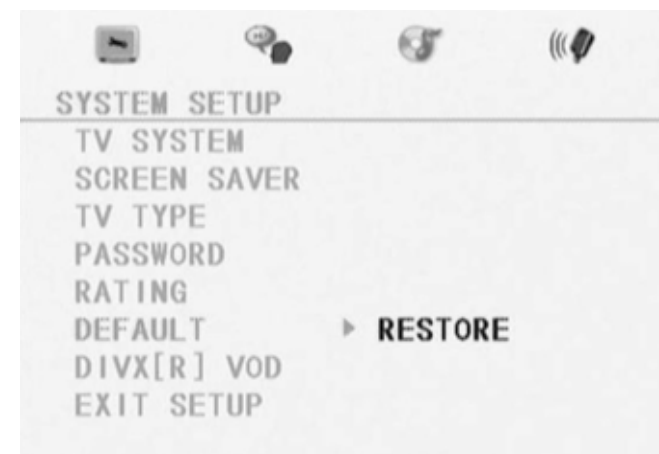 SYSTEM SETUP
TV SYSTEM
SCREEN SAVER
TV TYPE
PASSWORD
RATING
DEFAULT RESTORE
DIVX[R] VOD
EXIT SETUP